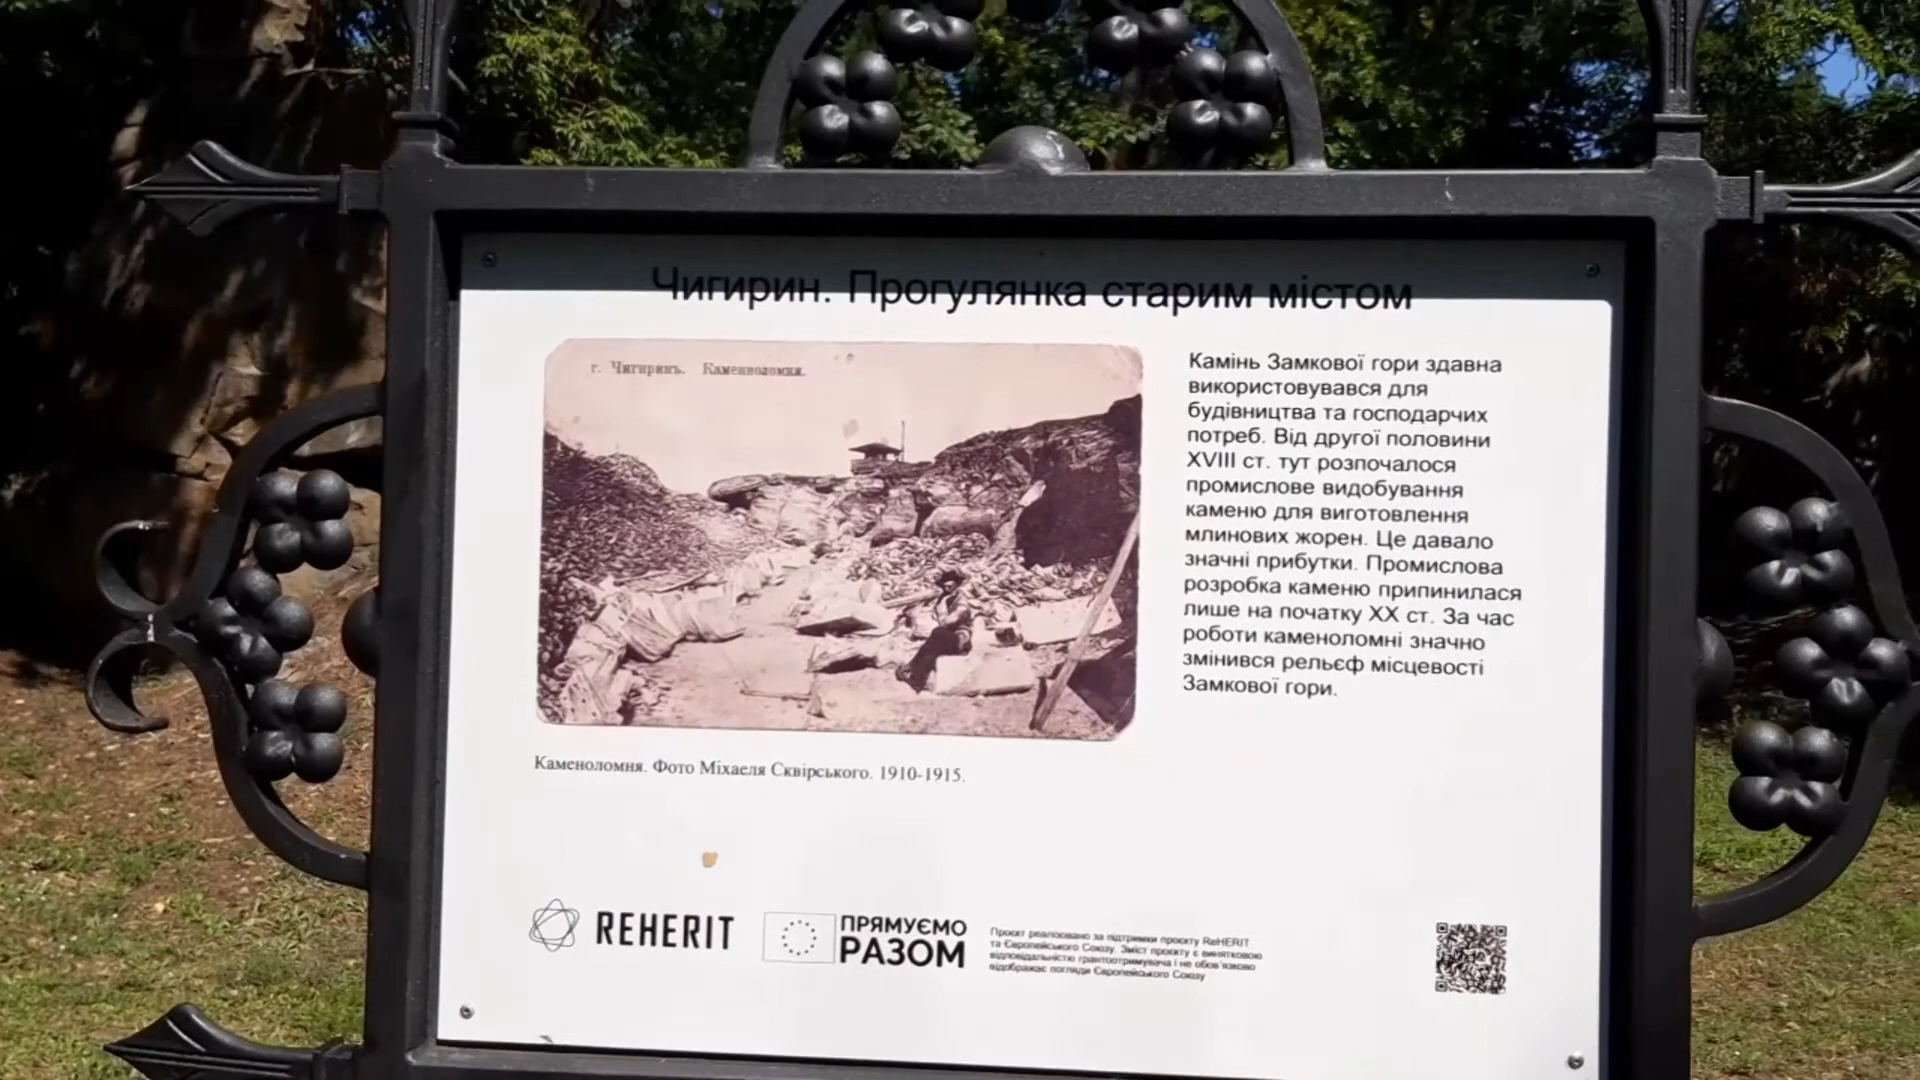 Чигирин. Прогулянка старим містом
г. Чигиринъ. Каменоломня.
Камінь Замкової гори здавна
використовувався для
будівництва та господарчих
потреб. Від другої половини
XVIII ст. тут розпочалося
промислове видобування
каменю для виготовлення
млинових жорен. Це давало
значні прибутки. Промислова
розробка каменю припинилася
лише на початку XX ст. За час
роботи каменоломні значно
змінився рельєф місцевості
Замкової гори.
Каменоломня. Фото Міхаеля Сквірського. 1910-1915.
REHERIT
ПРЯМУЄМО
РАЗОМ
Проєкт реалізовано за підтримки проєкту ReHERIT
та Європейського Союзу. Зміст проєкту є винятковою
відповідальністю грантоотримувача і не обов'язково
відображає погляди Європейського Союзу